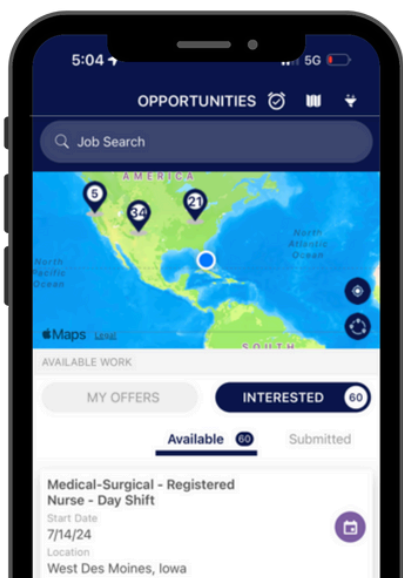 5:04
5G
OPPORTUNITIES
Job Search
AMERICA
5
34
21
North
Atlantic
Ocean
North
Pacific
Ocean
Maps Legal
SOUTH
AVAILABLE WORK
MY OFFERS
INTERESTED 60
Available 60
Submitted
Medical-Surgical - Registered
Nurse - Day Shift
Start Date
7/14/24
Location
West Des Moines, Iowa